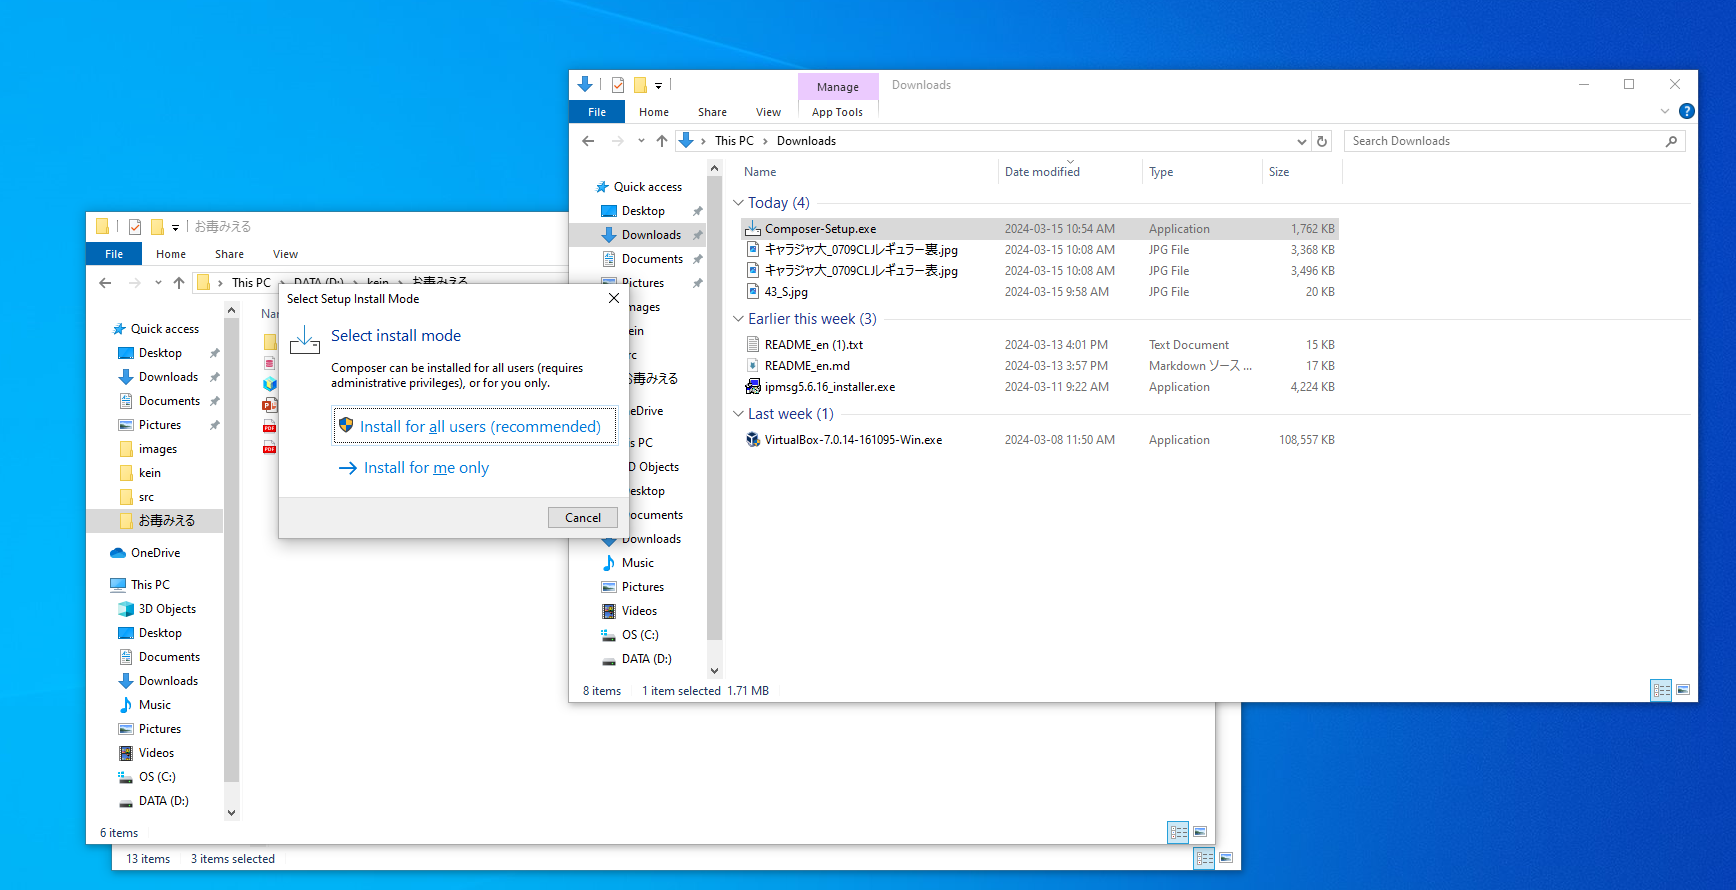 Manage
Downloads
File
Home
Share
View
App Tools
This PC
Downloads
Search Downloads
Name
Date modified
Type
Size
Quick access
Desktop
Downloads
Documents
Pictures
Music
Pictures
Videos
OS (C:)
DATA (D:)
Today (4)
Composer-Setup.exe 2024-03-15 10:54 AM Application 1,762 KB
キャラジャ大_0709CLJレギュラー裏.jpg 2024-03-15 10:08 AM JPG File 3,368 KB
キャラジャ大_0709CLJレギュラー表.jpg 2024-03-15 10:08 AM JPG File 3,496 KB
43_S.jpg 2024-03-15 9:58 AM JPG File 20 KB
Earlier this week (3)
README_en (1).txt 2024-03-13 4:01 PM Text Document 15 KB
README_en.md 2024-03-13 3:57 PM Markdown ソース ... 17 KB
ipmsg5.6.16_installer.exe 2024-03-11 9:22 AM Application 4,224 KB
Last week (1)
VirtualBox-7.0.14-161095-Win.exe 2024-03-08 11:50 AM Application 108,557 KB
8 items 1 item selected 1.71 MB
お毒みえる
File
Home
Share
View
This PC
DATA (D:)
kein
お毒みえる
Quick access
Desktop
Downloads
Documents
Pictures
images
kein
src
お毒みえる
OneDrive
This PC
3D Objects
Desktop
Documents
Downloads
Music
Pictures
Videos
OS (C:)
DATA (D:)
6 items
13 items 3 items selected
Select Setup Install Mode
Select install mode
Composer can be installed for all users (requires
administrative privileges), or for you only.
Install for all users (recommended)
Install for me only
Cancel